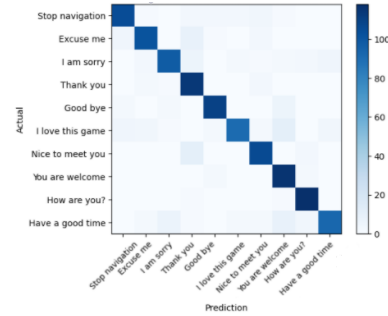 Stop navigation
Excuse me
I am sorry
Thank you
Good bye
I love this game
Nice to meet you
You are welcome
How are you?
Have a good time
Actual
Stop navigation
Excuse me
I am sorry
Thank you
Good bye
I love this game
Nice to meet you
You are welcome
How are you?
Have a good time
Prediction
100
80
60
40
20
0